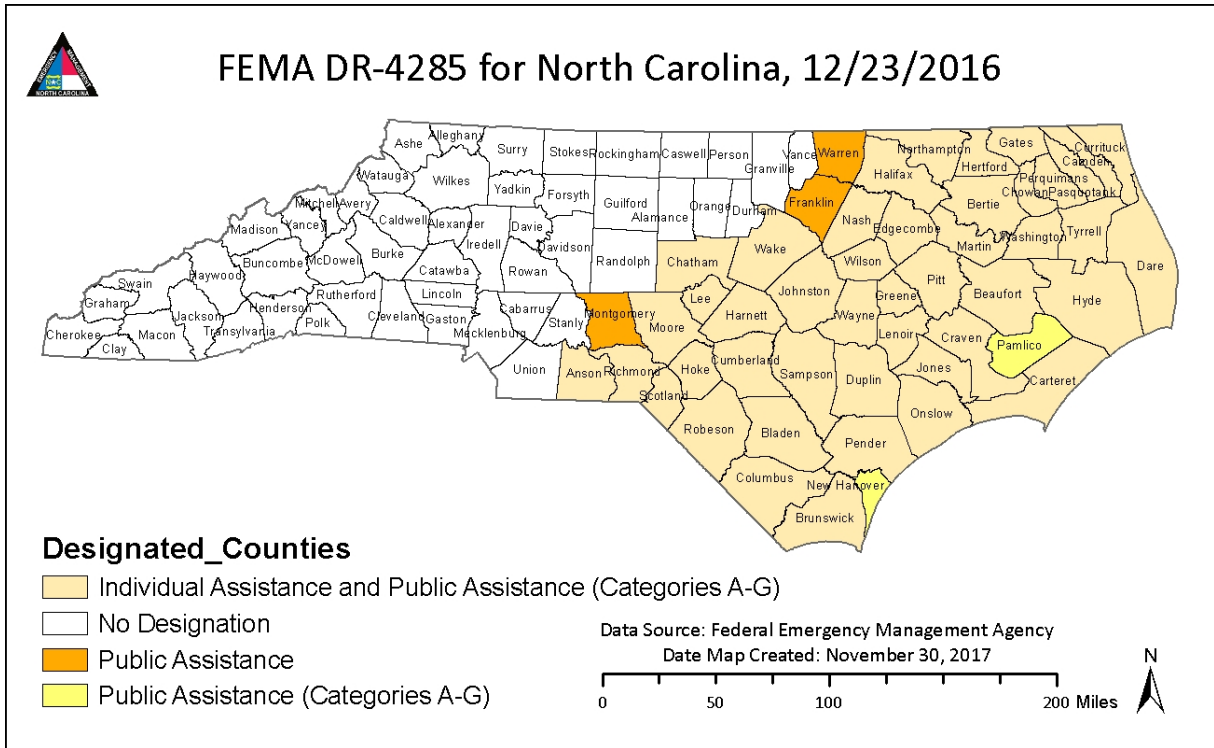 FEMA DR-4285 for North Carolina, 12/23/2016
EMERGENCY
MANAGEMENT
NORTH CAROLINA
Ashe
Alleghany
Surry
Stokes
Rockingham
Caswell
Person
Vance
Granville
Warren
Northampton
Gates
Currituck
Camden
Hertford
Halifax
Watauga
Wilkes
Yadkin
Forsyth
Guilford
Alamance
Orange
Durham
Franklin
Perquimans
Chowan
Pasquotank
Bertie
Mitchell
Avery
Caldwell
Alexander
Davie
Iredell
Davidson
Nash
Edgecombe
Martin
Washington
Tyrrell
Madison
Yancey
Burke
McDowell
Buncombe
Catawba
Rowan
Randolph
Chatham
Wake
Wilson
Pitt
Dare
Haywood
Swain
Rutherford
Lincoln
Cabarrus
Lee
Johnston
Greene
Beaufort
Hyde
Graham
Jackson
Henderson
Polk
Cleveland
Gaston
Mecklenburg
Stanly
Montgomery
Moore
Harnett
Wayne
Lenoir
Craven
Pamlico
Cherokee
Macon
Clay
Transylvania
Union
Anson
Richmond
Hoke
Cumberland
Sampson
Duplin
Jones
Carteret
Scotland
Robeson
Bladen
Onslow
Pender
Columbus
New Hanover
Brunswick
Designated_Counties
Individual Assistance and Public Assistance (Categories A-G)
No Designation
Public Assistance
Public Assistance (Categories A-G)
Data Source: Federal Emergency Management Agency
Date Map Created: November 30, 2017
N
0 50 100 200 Miles